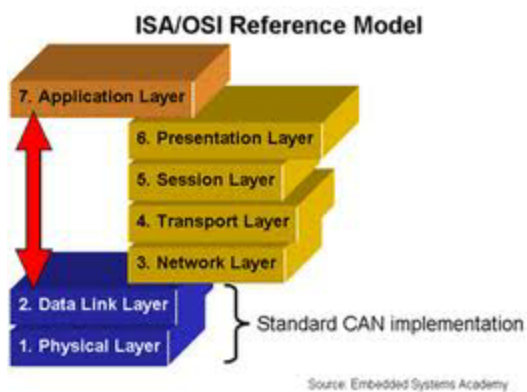 ISA/OSI Reference Model
7. Application Layer
6. Presentation Layer
5. Session Layer
4. Transport Layer
3. Network Layer
2. Data Link Layer
1. Physical Layer
Standard CAN implementation
Source: Embedded Systems Academy